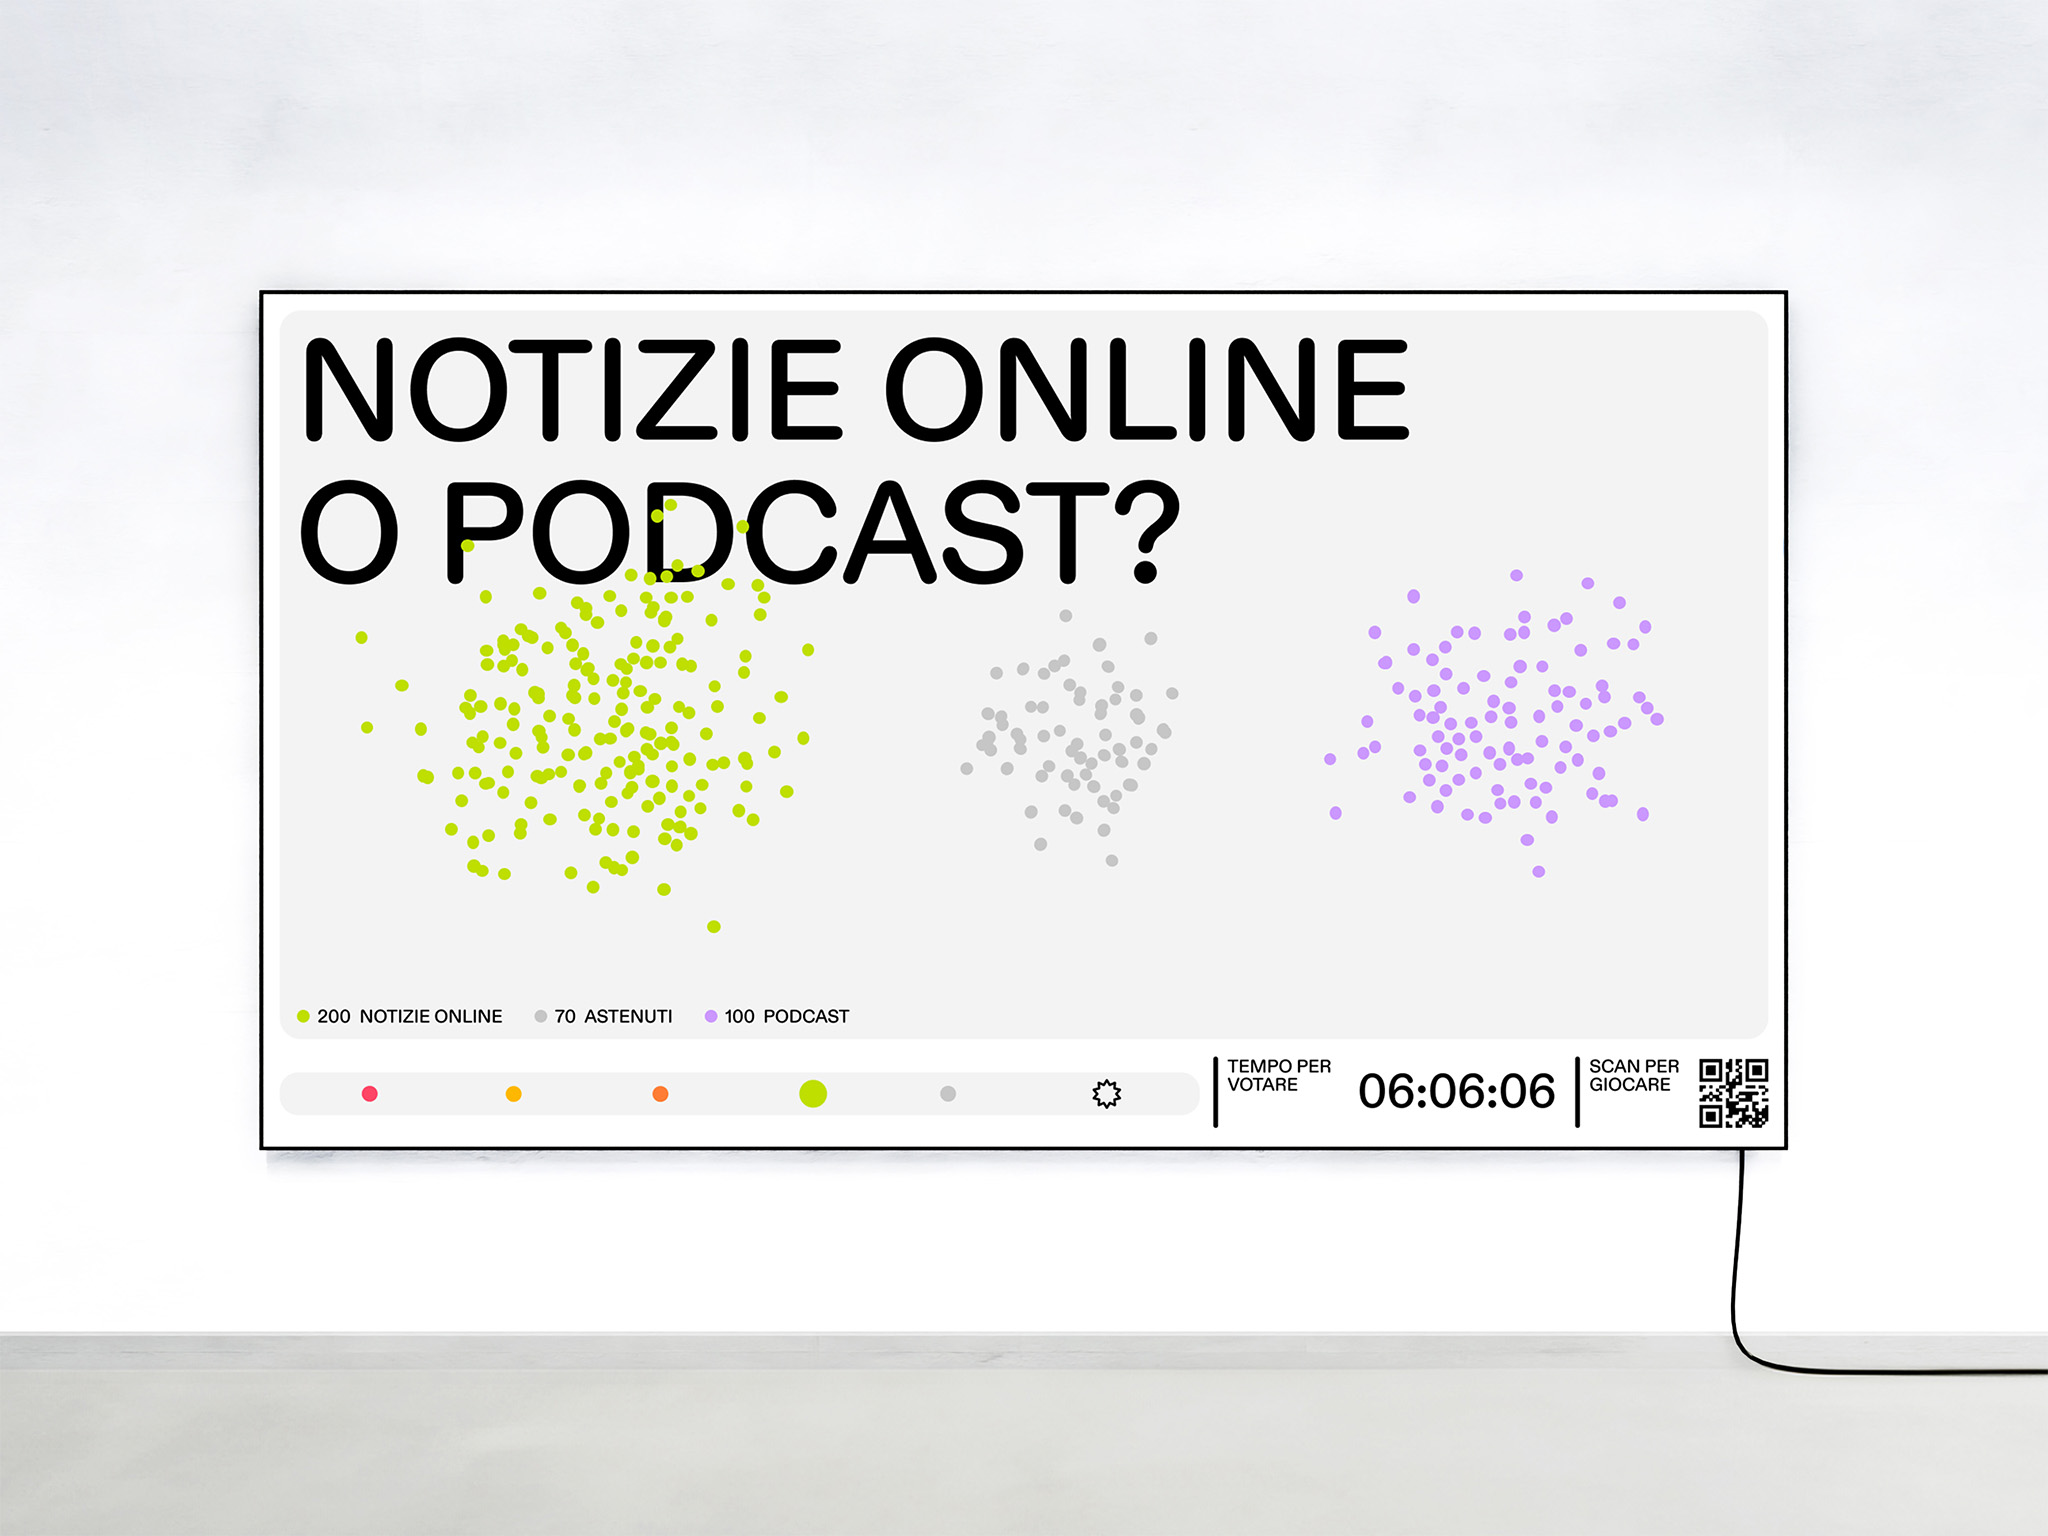 NOTIZIE ONLINE
O PODCAST?
200 NOTIZIE ONLINE 70 ASTENUTI 100 PODCAST
TEMPO PER
VOTARE
06:06:06
SCAN PER
GIOCARE